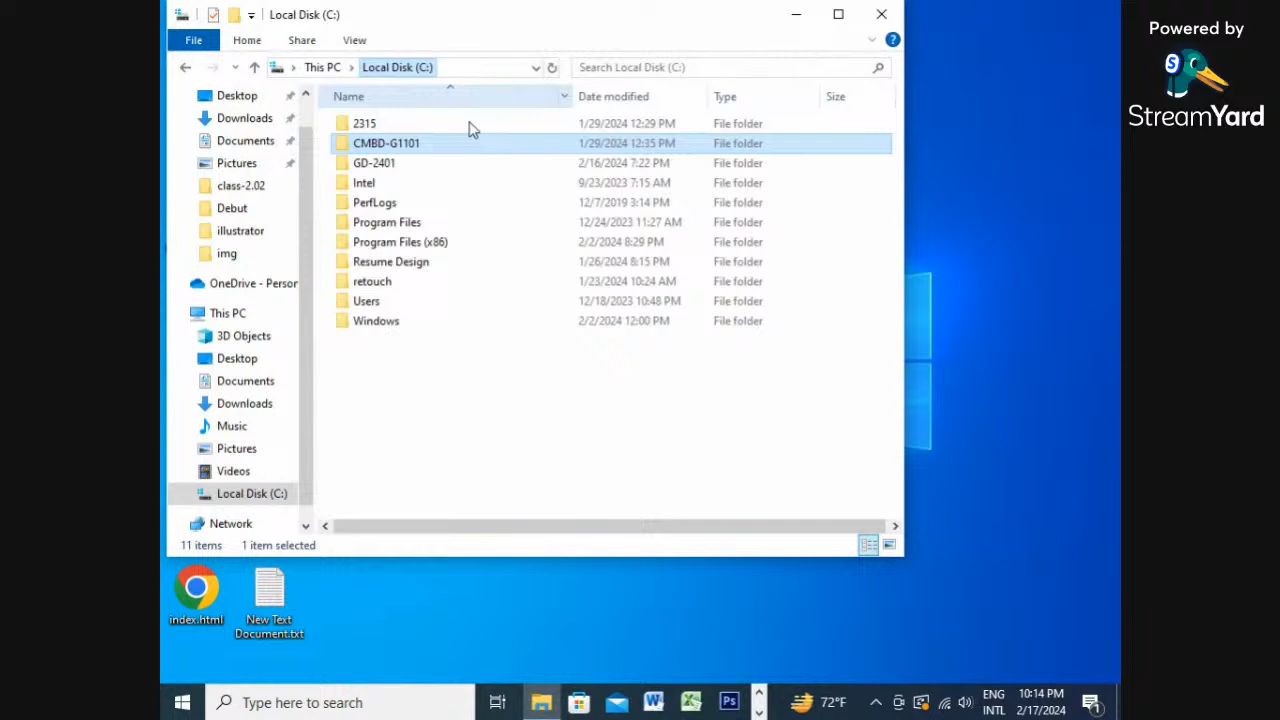 Local Disk (C:)
File Home Share View
This PC Local Disk (C:) Search Local Disk (C:)
Name Date modified Type Size
Desktop
Downloads
Documents
Pictures
class-2.02
Debut
illustrator
img
OneDrive - Person
This PC
3D Objects
Desktop
Documents
Downloads
Music
Pictures
Videos
Local Disk (C:)
Network
2315 1/29/2024 12:29 PM File folder
CMBD-G1101 1/29/2024 12:35 PM File folder
GD-2401 2/16/2024 7:22 PM File folder
Intel 9/23/2023 7:15 AM File folder
PerfLogs 12/7/2019 3:14 PM File folder
Program Files 12/24/2023 11:27 AM File folder
Program Files (x86) 2/2/2024 8:29 PM File folder
Resume Design 1/26/2024 8:15 PM File folder
retouch 1/23/2024 10:24 AM File folder
Users 12/18/2023 10:48 PM File folder
Windows 2/2/2024 12:00 PM File folder
11 items 1 item selected
index.html
New Text
Document.txt
Type here to search
72°F
ENG
INTL
10:14 PM
2/17/2024
1
Powered by
S
StreamYard